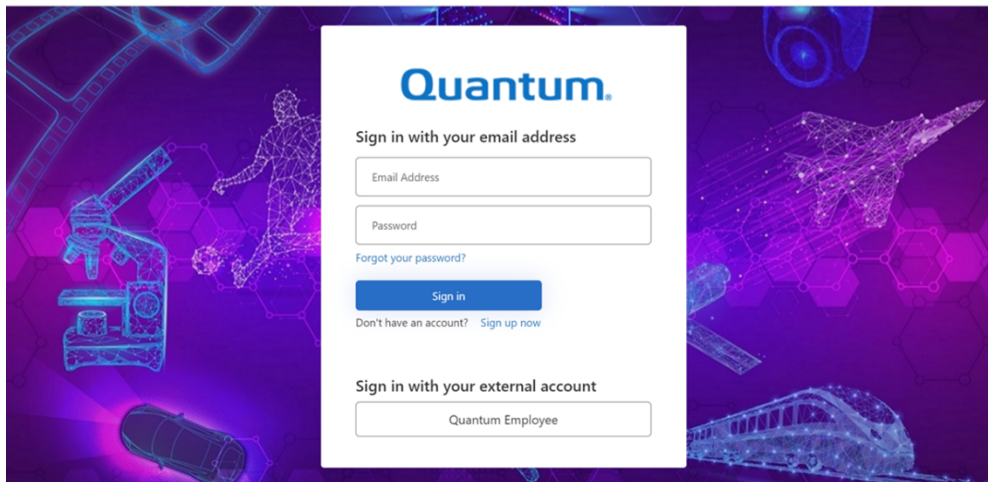 Quantum.
Sign in with your email address
Email Address
Password
Forgot your password?
Sign in
Don't have an account? Sign up now
Sign in with your external account
Quantum Employee